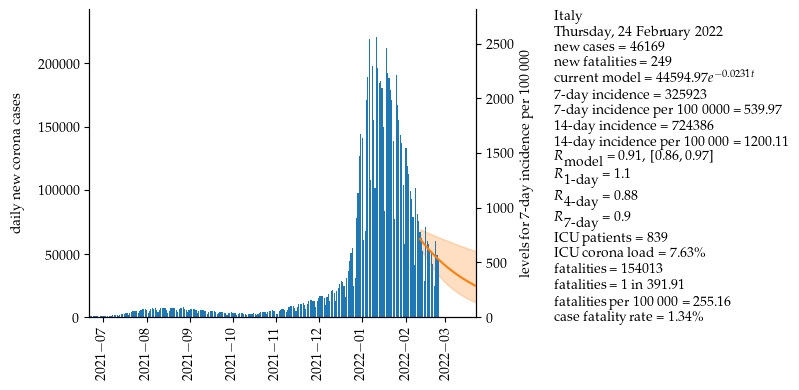 daily new corona cases
0
50000
100000
150000
200000
2021−07
2021−08
2021−09
2021−10
2021−11
2021−12
2022−01
2022−02
2022−03
0
500
1000
1500
2000
2500
levels for 7-day incidence per 100 000
Italy
Thursday, 24 February 2022
new cases = 46169
new fatalities = 249
current model = 44594.97e^{−0.0231t}
7-day incidence = 325923
7-day incidence per 100 0000 = 539.97
14-day incidence = 724386
14-day incidence per 100 000 = 1200.11
R_model = 0.91, [0.86, 0.97]
R_1-day = 1.1
R_4-day = 0.88
R_7-day = 0.9
ICU patients = 839
ICU corona load = 7.63%
fatalities = 154013
fatalities = 1 in 391.91
fatalities per 100 000 = 255.16
case fatality rate = 1.34%